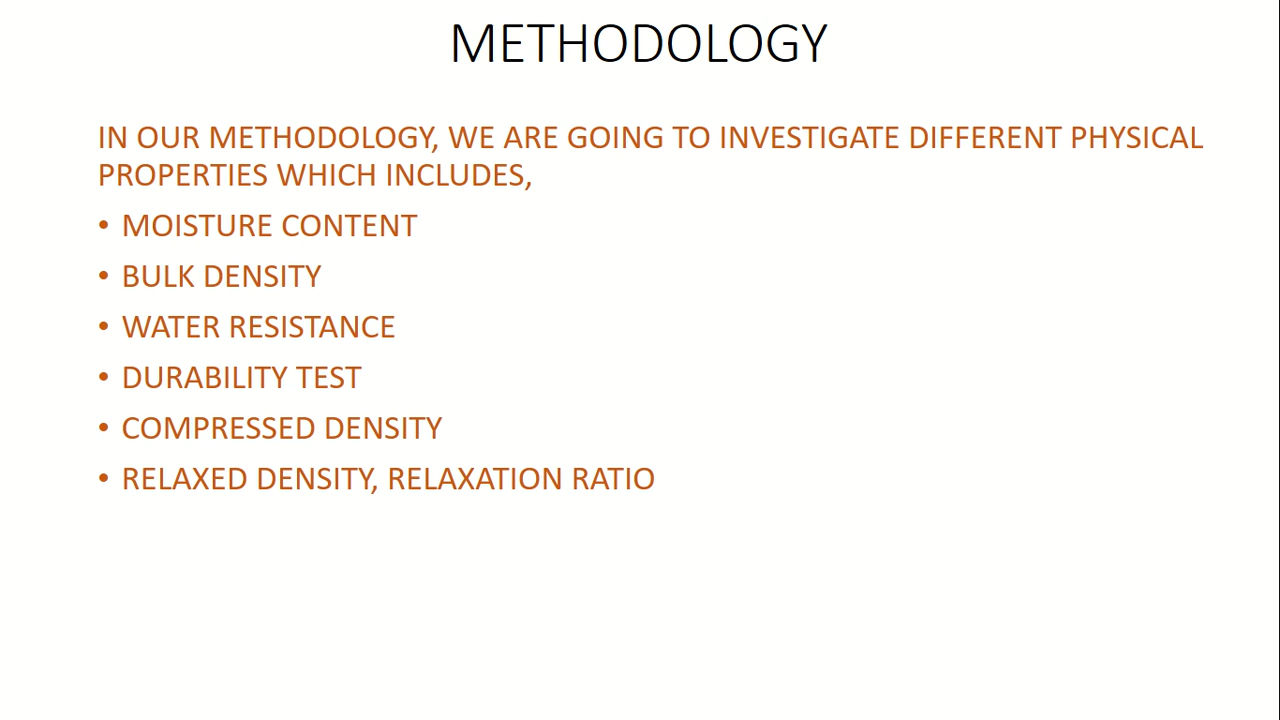 METHODOLOGY
IN OUR METHODOLOGY, WE ARE GOING TO INVESTIGATE DIFFERENT PHYSICAL
PROPERTIES WHICH INCLUDES,
• MOISTURE CONTENT
• BULK DENSITY
• WATER RESISTANCE
• DURABILITY TEST
• COMPRESSED DENSITY
• RELAXED DENSITY, RELAXATION RATIO